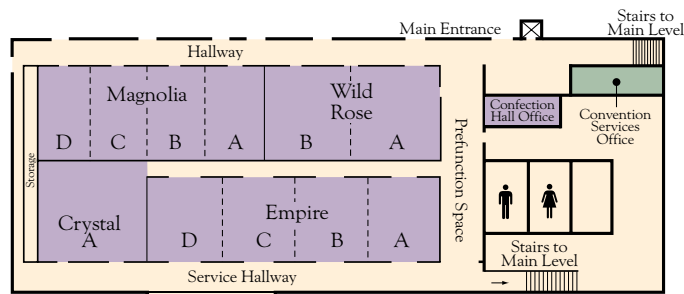 Stairs to
Main Level
Main Entrance
Hallway
Magnolia
D C B A
Wild
Rose
B A
Confection
Hall Office
Convention
Services
Office
Prefunction Space
Storage
Crystal
A
Empire
D C B A
Stairs to
Main Level
Service Hallway